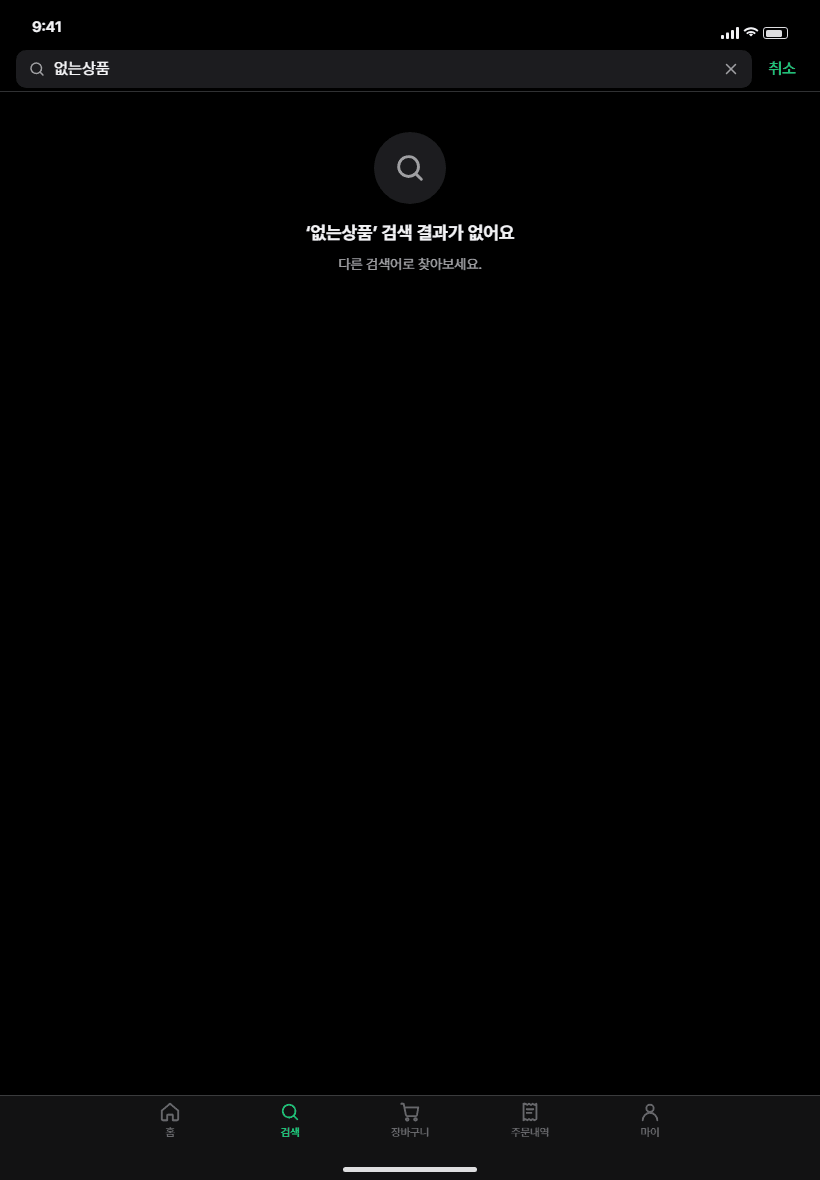 9:41
없는상품
취소
‘없는상품’ 검색 결과가 없어요
다른 검색어로 찾아보세요.
홈
검색
장바구니
주문내역
마이